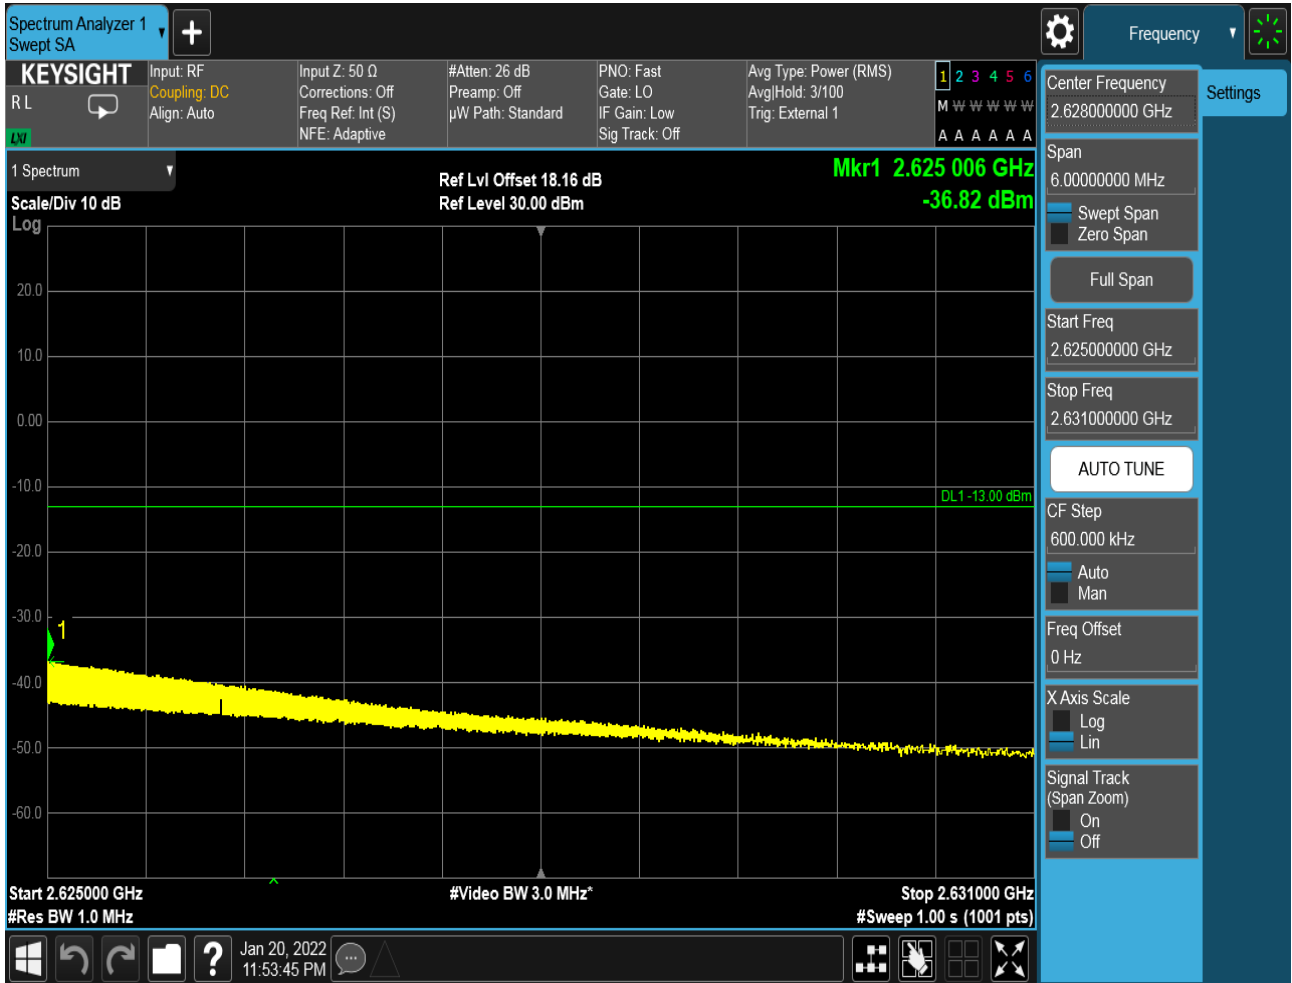 Spectrum Analyzer 1
Swept SA
Frequency
KEYSIGHT
R L
LXI
Input: RF
Coupling: DC
Align: Auto
Input Z: 50 Ω
Corrections: Off
Freq Ref: Int (S)
NFE: Adaptive
#Atten: 26 dB
Preamp: Off
µW Path: Standard
PNO: Fast
Gate: LO
IF Gain: Low
Sig Track: Off
Avg Type: Power (RMS)
Avg|Hold: 3/100
Trig: External 1
1 2 3 4 5 6
M W W W W W
A A A A A A
1 Spectrum
Scale/Div 10 dB
Log
Ref Lvl Offset 18.16 dB
Ref Level 30.00 dBm
Mkr1 2.625 006 GHz
-36.82 dBm
20.0
10.0
0.00
-10.0
DL1 -13.00 dBm
-20.0
-30.0
1
-40.0
-50.0
-60.0
Start 2.625000 GHz
#Video BW 3.0 MHz*
Stop 2.631000 GHz
#Res BW 1.0 MHz
#Sweep 1.00 s (1001 pts)
Jan 20, 2022
11:53:45 PM
Center Frequency
2.628000000 GHz
Settings
Span
6.00000000 MHz
Swept Span
Zero Span
Full Span
Start Freq
2.625000000 GHz
Stop Freq
2.631000000 GHz
AUTO TUNE
CF Step
600.000 kHz
Auto
Man
Freq Offset
0 Hz
X Axis Scale
Log
Lin
Signal Track
(Span Zoom)
On
Off